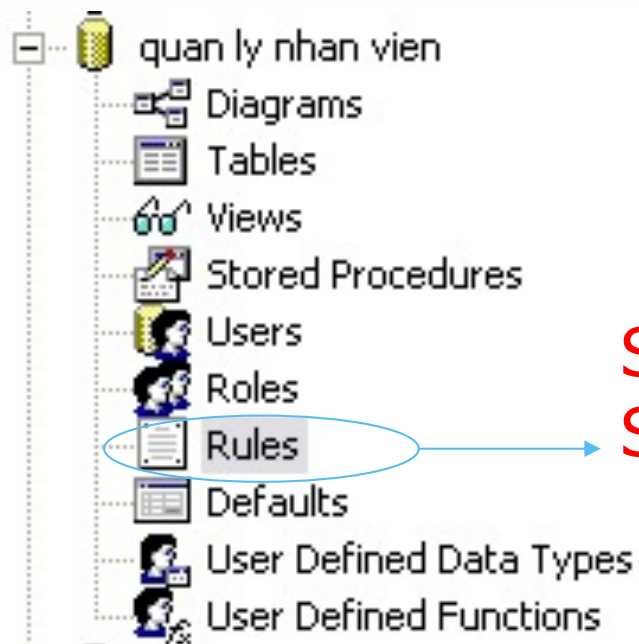 quan ly nhan vien
Diagrams
Tables
Views
Stored Procedures
Users
Roles
Rules
Defaults
User Defined Data Types
User Defined Functions